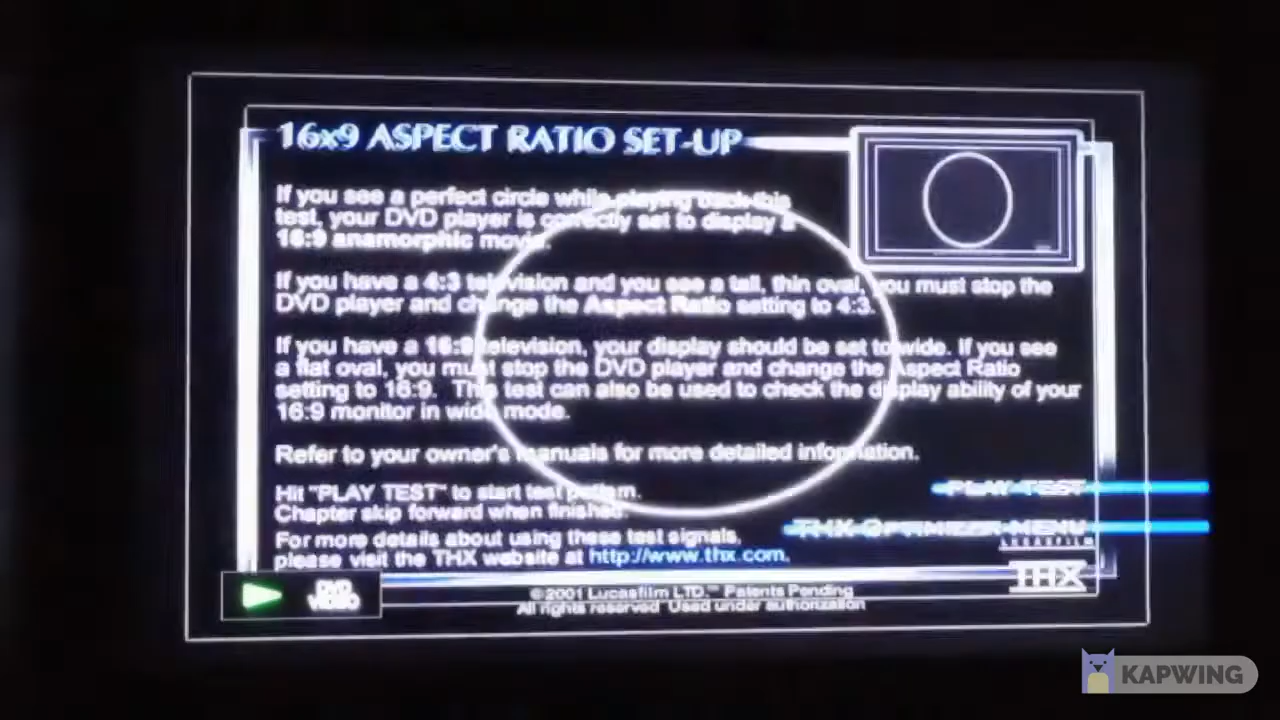 16x9 ASPECT RATIO SET-UP
If you see a perfect circle while playing back this
test, your DVD player is correctly set to display a
16:9 anamorphic movie.
If you have a 4:3 television and you see a tall, thin oval, you must stop the
DVD player and change the Aspect Ratio setting to 4:3.
If you have a 16:9 television, your display should be set to wide. If you see
a flat oval, you must stop the DVD player and change the Aspect Ratio
setting to 16:9. This test can also be used to check the display ability of your
16:9 monitor in wide mode.
Refer to your owner's manuals for more detailed information.
Hit "PLAY TEST" to start test pattern.
Chapter skip forward when finished.
For more details about using these test signals,
please visit the THX website at http://www.thx.com.
PLAY TEST
THX OPTIMIZER MENU
LUCASFILM
THX
DVD
VIDEO
©2001 Lucasfilm LTD.™ Patents Pending
All rights reserved Used under authorization
KAPWING